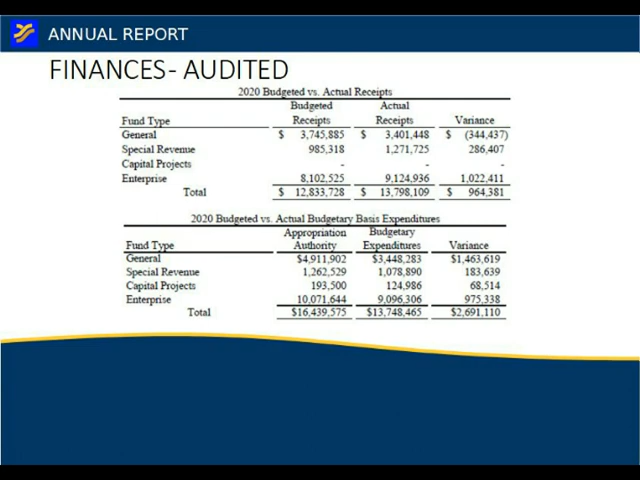 ANNUAL REPORT
FINANCES- AUDITED
2020 Budgeted vs. Actual Receipts
Budgeted Actual
Fund Type Receipts Receipts Variance
General $ 3,745,885 $ 3,401,448 $ (344,437)
Special Revenue 985,318 1,271,725 286,407
Capital Projects - - -
Enterprise 8,102,525 9,124,936 1,022,411
Total $ 12,833,728 $ 13,798,109 $ 964,381
2020 Budgeted vs. Actual Budgetary Basis Expenditures
Appropriation Budgetary
Fund Type Authority Expenditures Variance
General $4,911,902 $3,448,283 $1,463,619
Special Revenue 1,262,529 1,078,890 183,639
Capital Projects 193,500 124,986 68,514
Enterprise 10,071,644 9,096,306 975,338
Total $16,439,575 $13,748,465 $2,691,110